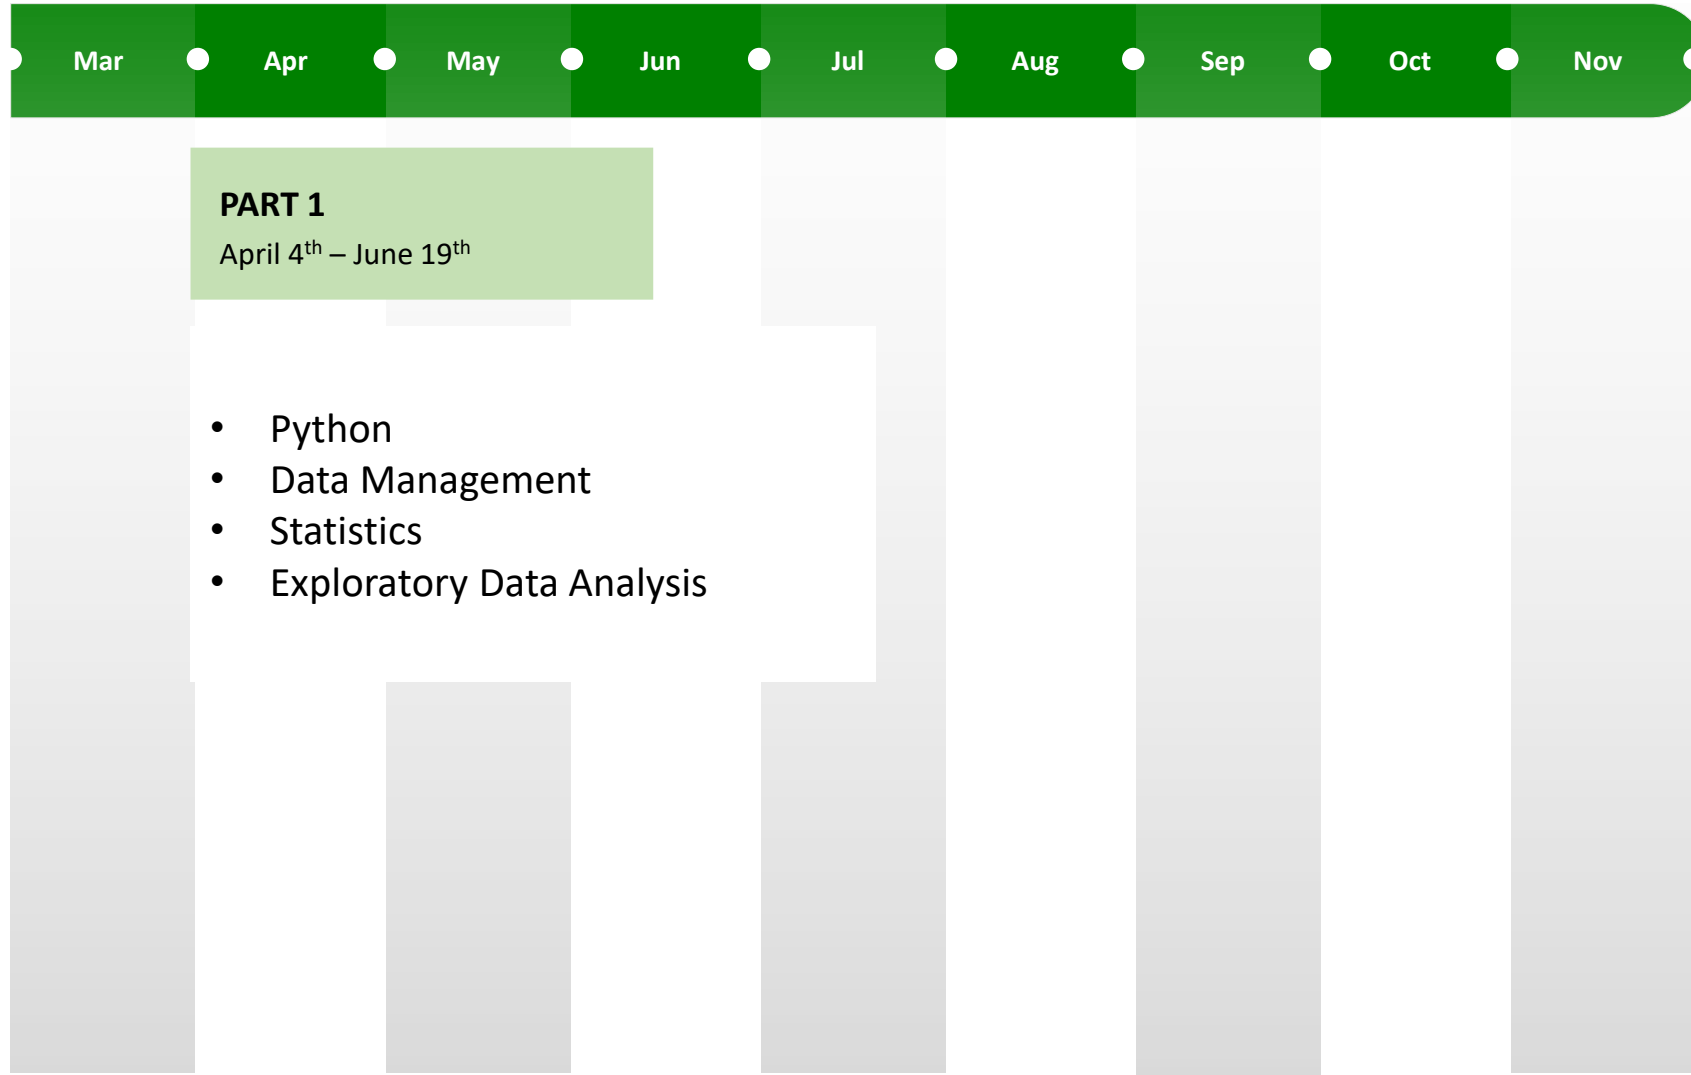 Mar Apr May Jun Jul Aug Sep Oct Nov
PART 1
April 4th – June 19th
• Python
• Data Management
• Statistics
• Exploratory Data Analysis